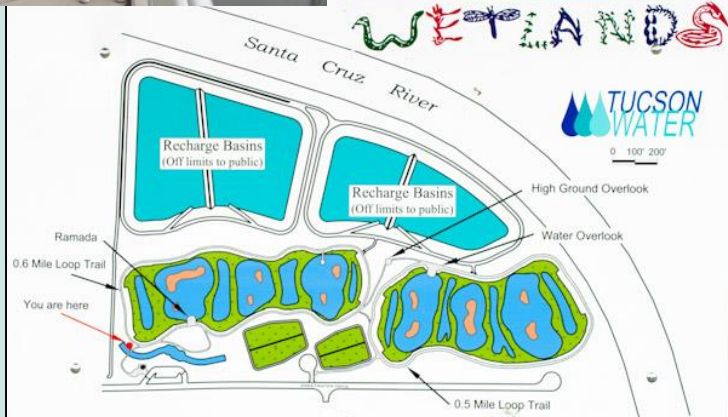 WETLANDS
Santa Cruz River
TUCSON
WATER
0 100' 200'
Recharge Basins
(Off limits to public)
Recharge Basins
(Off limits to public)
High Ground Overlook
Water Overlook
Ramada
0.6 Mile Loop Trail
You are here
0.5 Mile Loop Trail